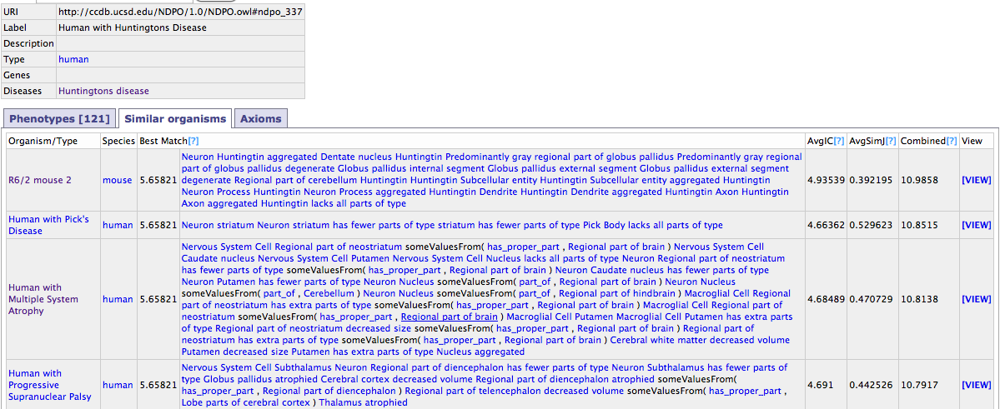 URI http://ccdb.ucsd.edu/NDPO/1.0/NDPO.owl#ndpo_337
Label Human with Huntingtons Disease
Description
Type human
Genes
Diseases Huntingtons disease
Phenotypes [121] Similar organisms Axioms
Organism/Type Species Best Match[?] AvgIC[?] AvgSimJ[?] Combined[?] View
R6/2 mouse 2 mouse 5.65821 Neuron Huntingtin aggregated Dentate nucleus Huntingtin Predominantly gray regional part of globus pallidus Predominantly gray regional
part of globus pallidus degenerate Globus pallidus internal segment Globus pallidus external segment Globus pallidus external segment
degenerate Regional part of cerebellum Huntingtin Huntingtin Subcellular entity Huntingtin Subcellular entity aggregated Huntingtin
Neuron Process Huntingtin Neuron Process aggregated Huntingtin Dendrite Huntingtin Dendrite aggregated Huntingtin Axon Huntingtin
Axon aggregated Huntingtin lacks all parts of type 4.93539 0.392195 10.9858 [VIEW]
Human with Pick's
Disease human 5.65821 Neuron striatum Neuron striatum has fewer parts of type striatum has fewer parts of type Pick Body lacks all parts of type 4.66362 0.529623 10.8515 [VIEW]
Human with
Multiple System
Atrophy human 5.65821 Nervous System Cell Regional part of neostriatum someValuesFrom( has_proper_part , Regional part of brain ) Nervous System Cell
Caudate nucleus Nervous System Cell Putamen Nervous System Cell Nucleus lacks all parts of type Neuron Regional part of neostriatum
has fewer parts of type someValuesFrom( has_proper_part , Regional part of brain ) Neuron Caudate nucleus has fewer parts of type
Neuron Putamen has fewer parts of type Neuron Nucleus someValuesFrom( part_of , Regional part of brain ) Neuron Nucleus
someValuesFrom( part_of , Cerebellum ) Neuron Nucleus someValuesFrom( part_of , Regional part of hindbrain ) Macroglial Cell Regional
part of neostriatum has extra parts of type someValuesFrom( has_proper_part , Regional part of brain ) Macroglial Cell Regional part of
neostriatum someValuesFrom( has_proper_part , Regional part of brain ) Macroglial Cell Putamen Macroglial Cell Putamen has extra parts
of type Regional part of neostriatum decreased size someValuesFrom( has_proper_part , Regional part of brain ) Regional part of
neostriatum has extra parts of type someValuesFrom( has_proper_part , Regional part of brain ) Cerebral white matter decreased volume
Putamen decreased size Putamen has extra parts of type Nucleus aggregated 4.68489 0.470729 10.8138 [VIEW]
Human with
Progressive
Supranuclear Palsy human 5.65821 Nervous System Cell Subthalamus Neuron Regional part of diencephalon has fewer parts of type Neuron Subthalamus has fewer parts of
type Globus pallidus atrophied Cerebral cortex decreased volume Regional part of diencephalon atrophied someValuesFrom(
has_proper_part , Regional part of diencephalon ) Regional part of telencephalon decreased volume someValuesFrom( has_proper_part ,
Lobe parts of cerebral cortex ) Thalamus atrophied 4.691 0.442526 10.7917 [VIEW]